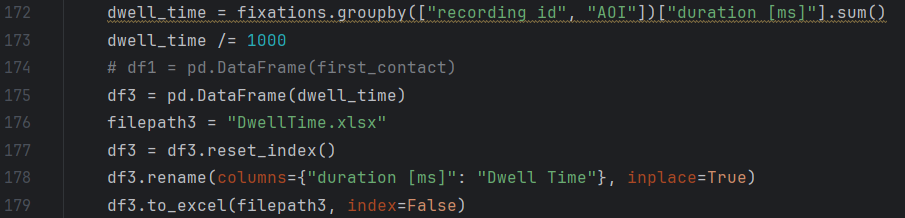 172 dwell_time = fixations.groupby(["recording id", "AOI"])["duration [ms]"].sum()
173 dwell_time /= 1000
174 # df1 = pd.DataFrame(first_contact)
175 df3 = pd.DataFrame(dwell_time)
176 filepath3 = "DwellTime.xlsx"
177 df3 = df3.reset_index()
178 df3.rename(columns={"duration [ms]": "Dwell Time"}, inplace=True)
179 df3.to_excel(filepath3, index=False)